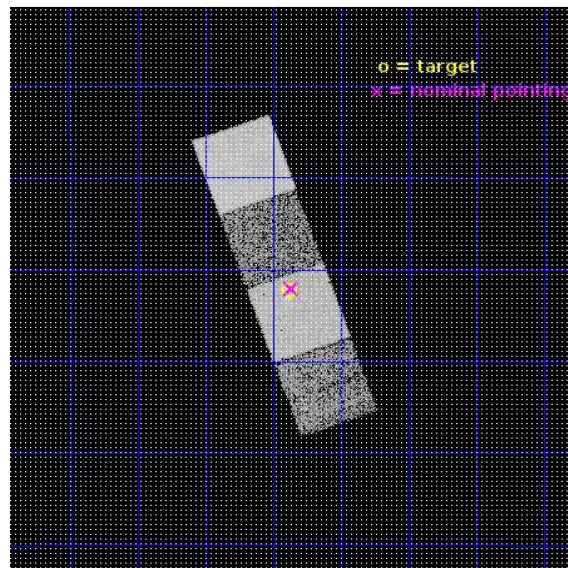 o = target
x = nominal pointing